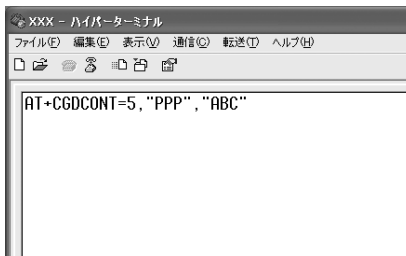 XXX - ハイパーターミナル
ファイル(F) 編集(E) 表示(V) 通信(C) 転送(T) ヘルプ(H)
AT+CGDCONT=5,"PPP","ABC"